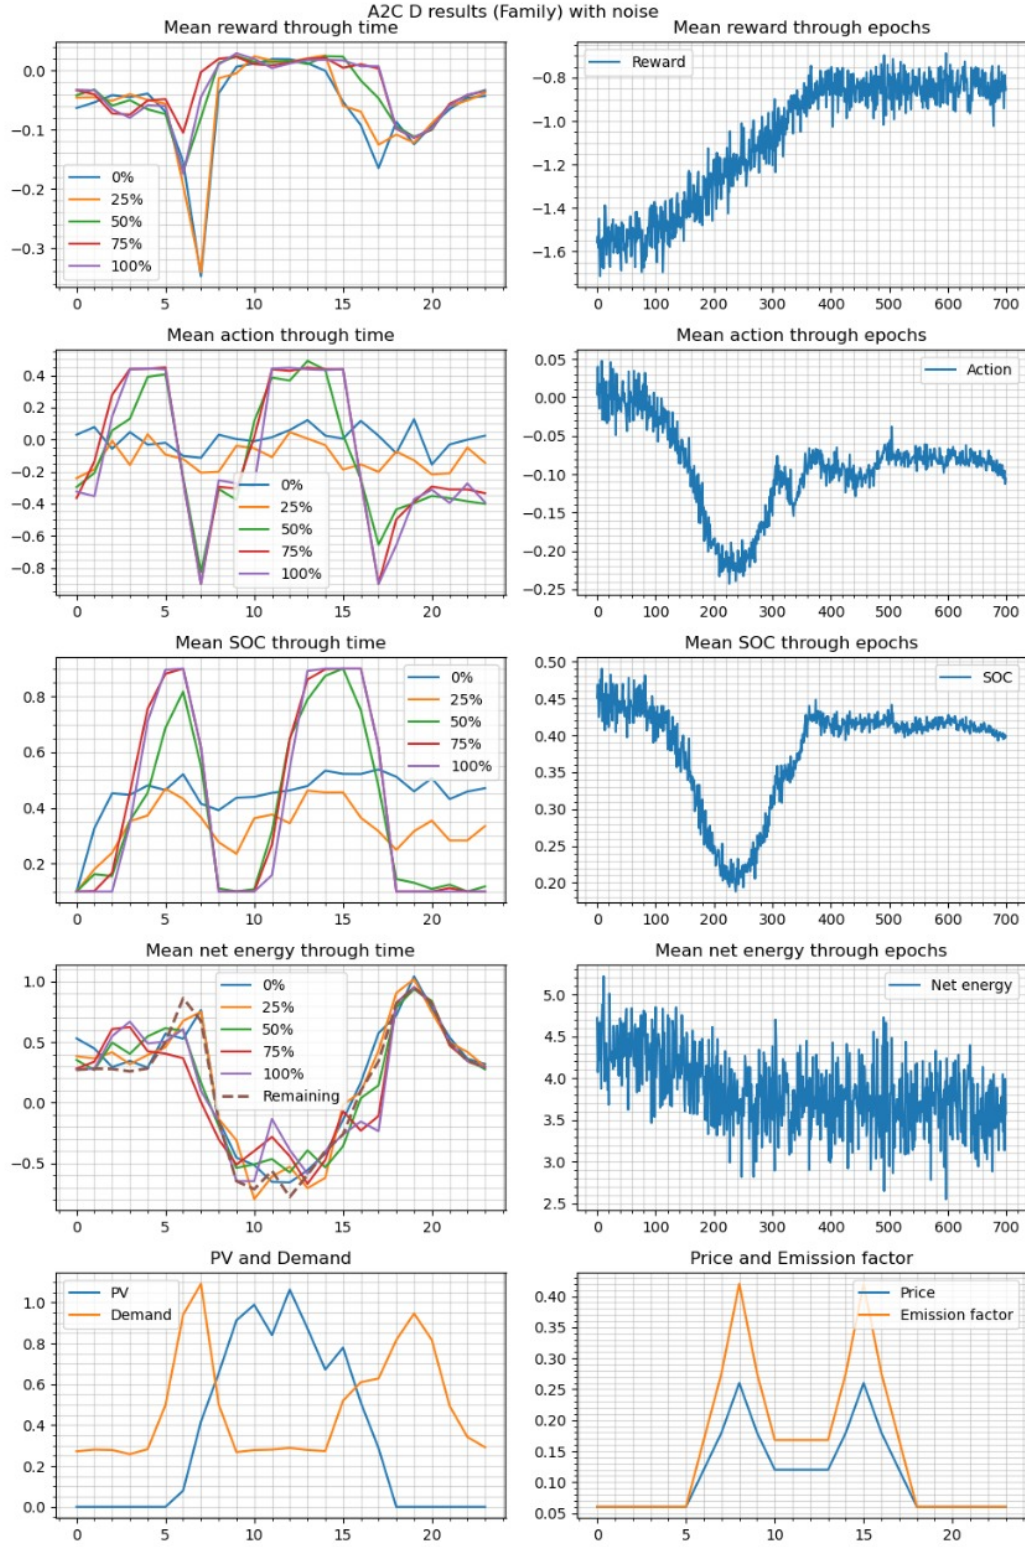 A2C D results (Family) with noise
Mean reward through time
0.0
−0.1
−0.2
−0.3
0%
25%
50%
75%
100%
0 5 10 15 20
Mean reward through epochs
−0.8
−1.0
−1.2
−1.4
−1.6
Reward
0 100 200 300 400 500 600 700
Mean action through time
0.4
0.2
0.0
−0.2
−0.4
−0.6
−0.8
0%
25%
50%
75%
100%
0 5 10 15 20
Mean action through epochs
0.05
0.00
−0.05
−0.10
−0.15
−0.20
−0.25
Action
0 100 200 300 400 500 600 700
Mean SOC through time
0.8
0.6
0.4
0.2
0%
25%
50%
75%
100%
0 5 10 15 20
Mean SOC through epochs
0.50
0.45
0.40
0.35
0.30
0.25
0.20
SOC
0 100 200 300 400 500 600 700
Mean net energy through time
1.0
0.5
0.0
−0.5
0%
25%
50%
75%
100%
Remaining
0 5 10 15 20
Mean net energy through epochs
5.0
4.5
4.0
3.5
3.0
2.5
Net energy
0 100 200 300 400 500 600 700
PV and Demand
1.0
0.8
0.6
0.4
0.2
0.0
PV
Demand
0 5 10 15 20
Price and Emission factor
0.40
0.35
0.30
0.25
0.20
0.15
0.10
0.05
Price
Emission factor
0 5 10 15 20